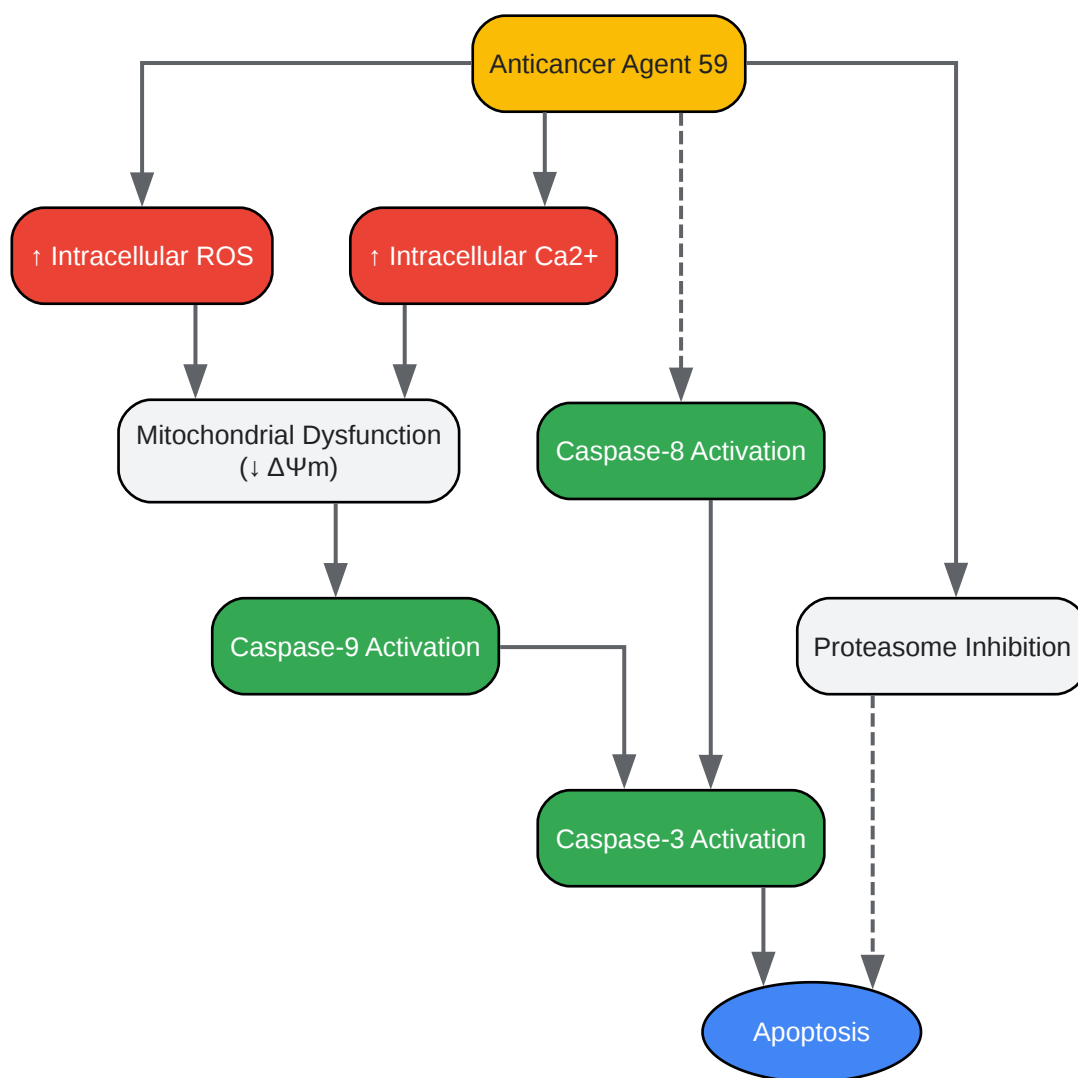 Anticancer Agent 59
↑ Intracellular ROS
↑ Intracellular Ca2+
Mitochondrial Dysfunction
(↓ ΔΨm)
Caspase-8 Activation
Caspase-9 Activation
Proteasome Inhibition
Caspase-3 Activation
Apoptosis